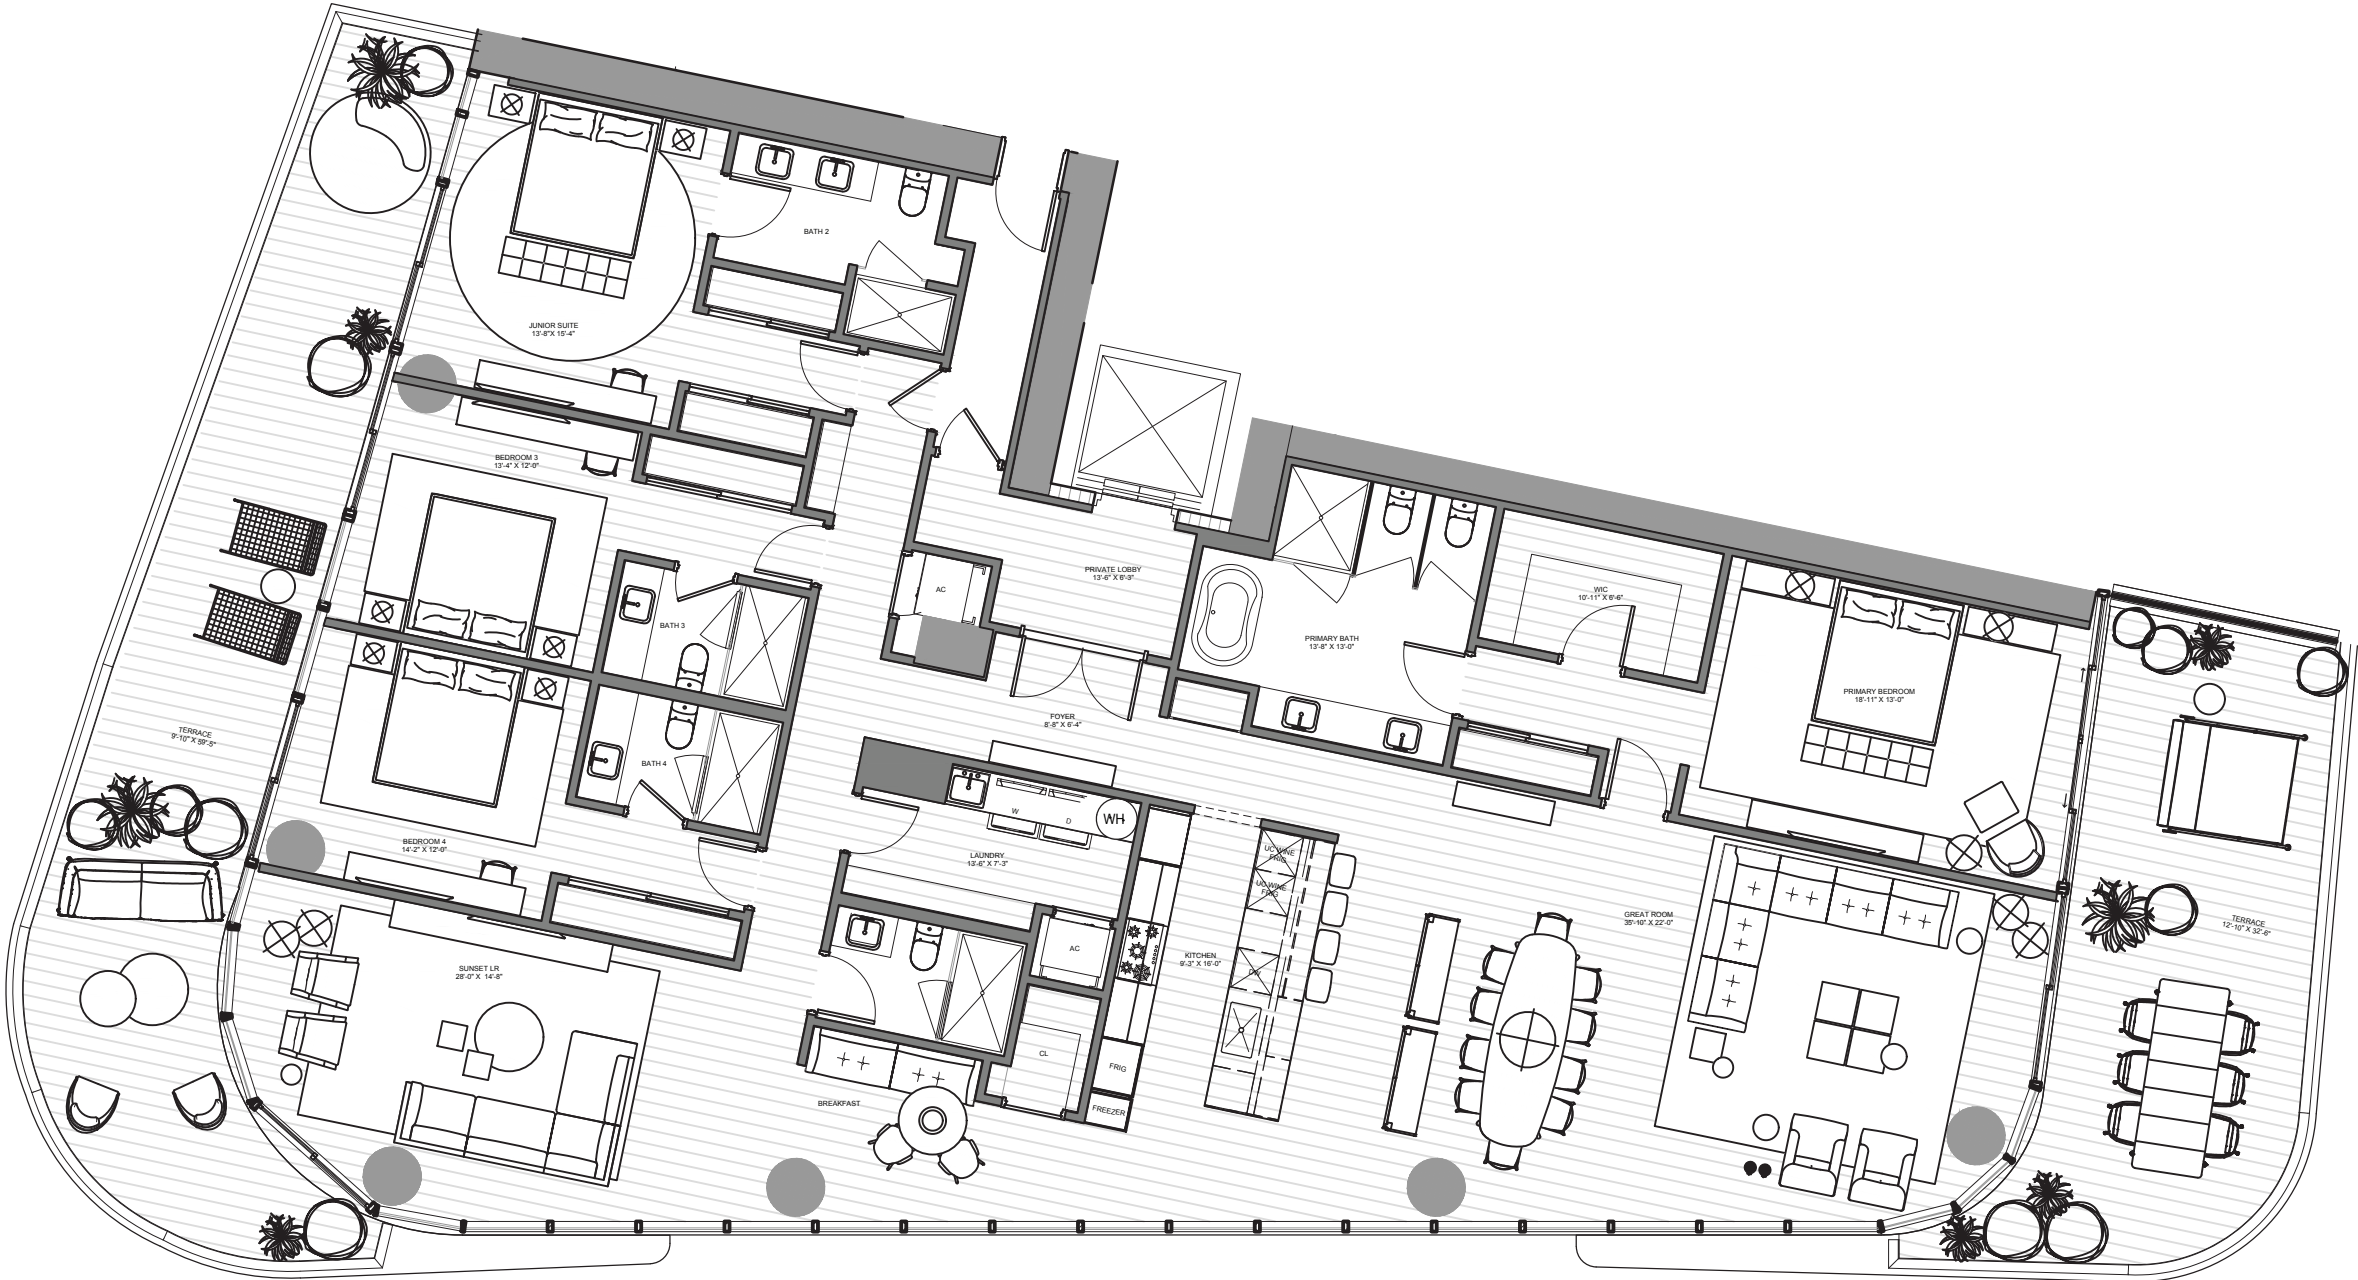 BATH 2
JUNIOR SUITE
13'-8"X 15'-4"
BEDROOM 3
13'-4" X 12'-0"
AC
PRIVATE LOBBY
13'-6" X 6'-3"
WIC
10'-11" X 6'-6"
BATH 3
PRIMARY BATH
13'-8" X 13'-0"
PRIMARY BEDROOM
18'-11" X 13'-0"
FOYER
8'-8" X 6'-4"
TERRACE
9'-10" X 59'-5"
BATH 4
W
D
WH
BEDROOM 4
14'-2" X 12'-0"
LAUNDRY
13'-6" X 7'-3"
UC WINE
FRIG
UC WINE
FRIG
GREAT ROOM
35'-10" X 22'-0"
TERRACE
12'-10" X 32'-6"
AC
KITCHEN
9'-3" X 16'-0"
SUNSET LR
28'-0" X 14'-8"
DW
CL
FRIG
BREAKFAST
FREEZER